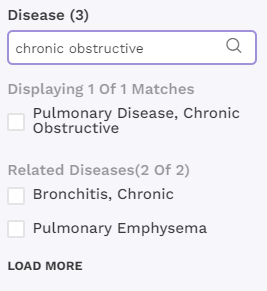 Disease (3)
chronic obstructive
Displaying 1 Of 1 Matches
Pulmonary Disease, Chronic
Obstructive
Related Diseases(2 Of 2)
Bronchitis, Chronic
Pulmonary Emphysema
LOAD MORE